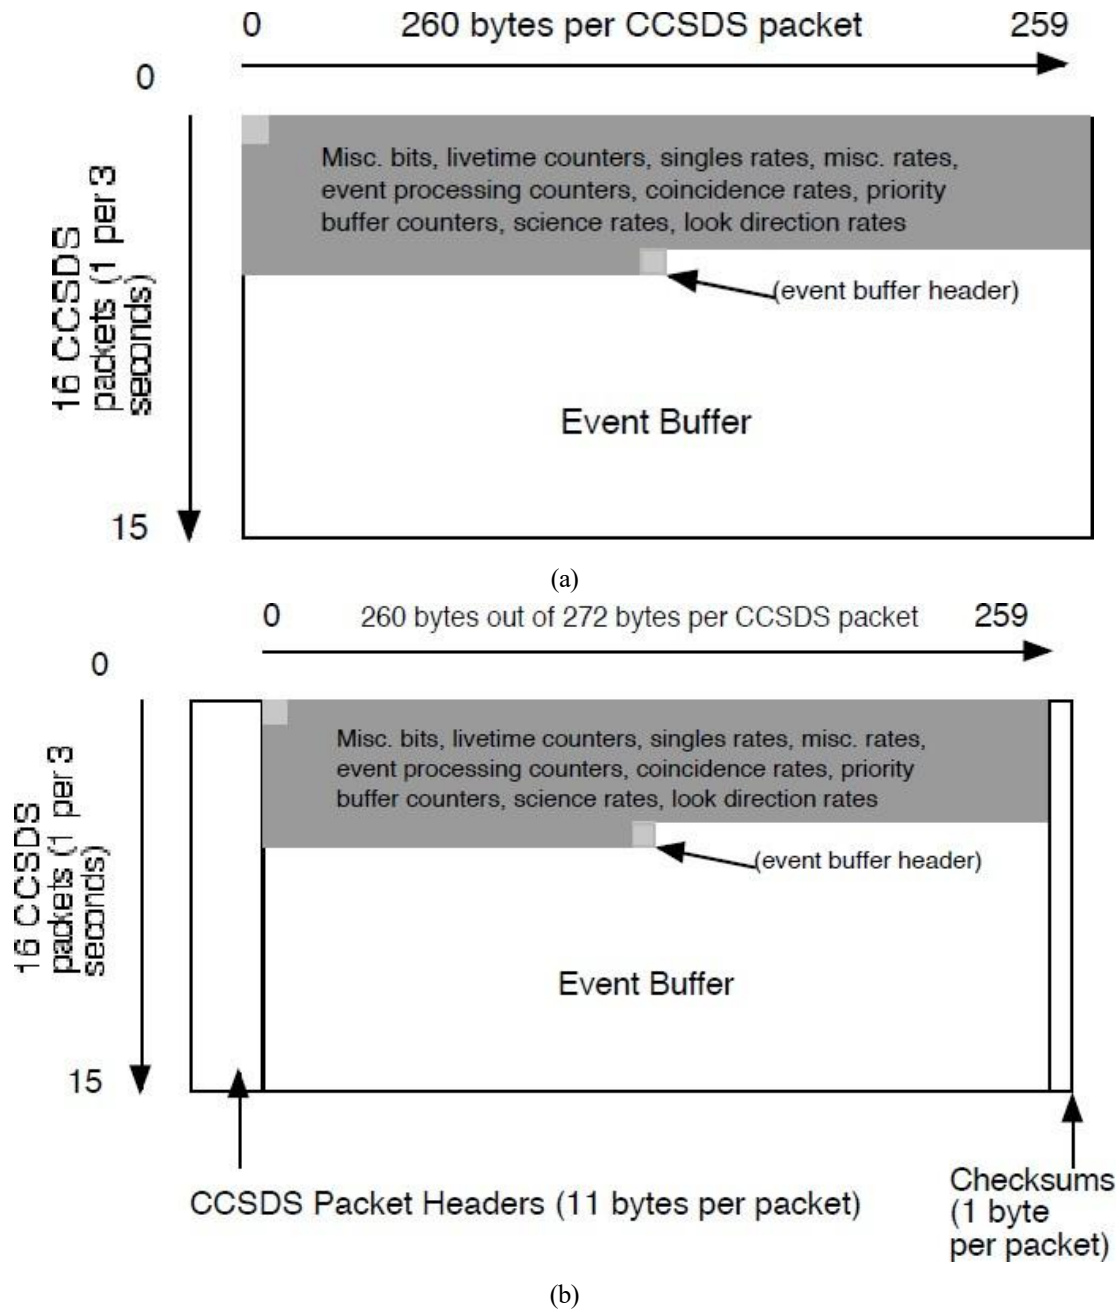 0 260 bytes per CCSDS packet 259
0
16 CCSDS
packets (1 per 3
seconds)
Misc. bits, livetime counters, singles rates, misc. rates,
event processing counters, coincidence rates, priority
buffer counters, science rates, look direction rates
(event buffer header)
Event Buffer
15
(a)
0 260 bytes out of 272 bytes per CCSDS packet 259
0
16 CCSDS
packets (1 per 3
seconds)
Misc. bits, livetime counters, singles rates, misc. rates,
event processing counters, coincidence rates, priority
buffer counters, science rates, look direction rates
(event buffer header)
Event Buffer
15
CCSDS Packet Headers (11 bytes per packet)
Checksums
(1 byte
per packet)
(b)